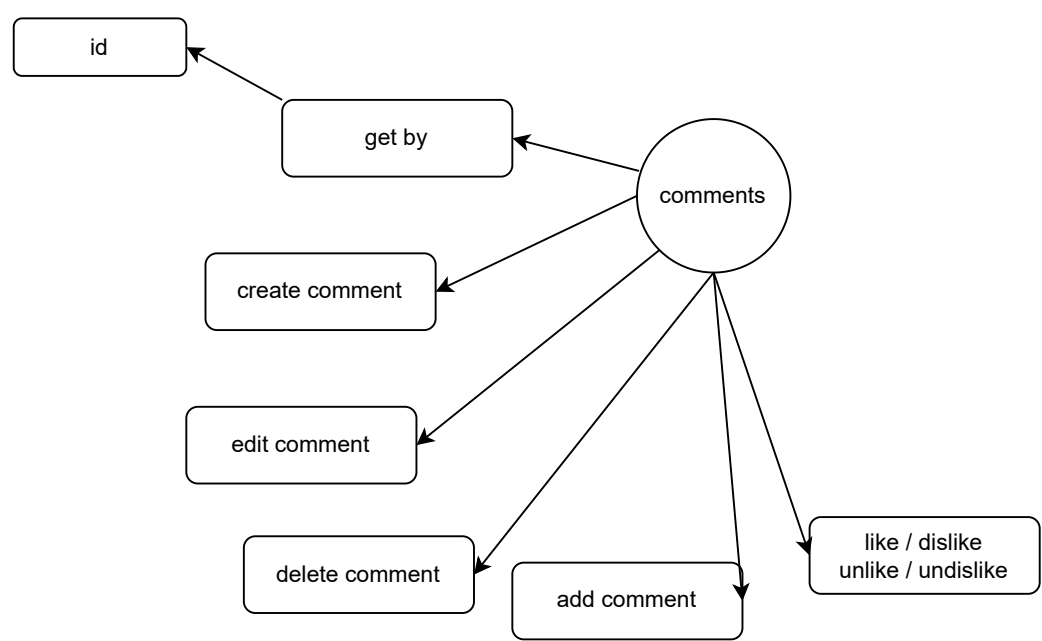 id
get by
comments
create comment
edit comment
delete comment
add comment
like / dislike
unlike / undislike